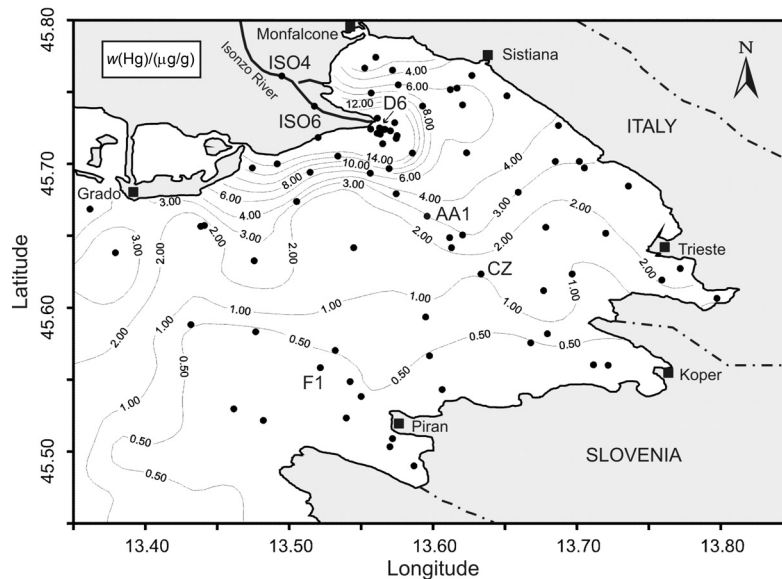 45.80
45.70
45.60
45.50
Latitude
w(Hg)/(μg/g)
Monfalcone
Isonzo River
ISO4
ISO6
Sistiana
N
ITALY
D6
4.00
6.00
12.00
8.00
14.00
10.00
6.00
8.00
6.00
4.00
3.00
4.00
4.00
3.00
2.00
Grado
3.00
3.00
2.00
2.00
3.00
2.00
AA1
2.00
2.00
Trieste
2.00
CZ
1.00
1.00
1.00
1.00
2.00
0.50
0.50
0.50
0.50
1.00
F1
Koper
Piran
0.50
0.50
SLOVENIA
13.40
13.50
13.60
13.70
13.80
Longitude